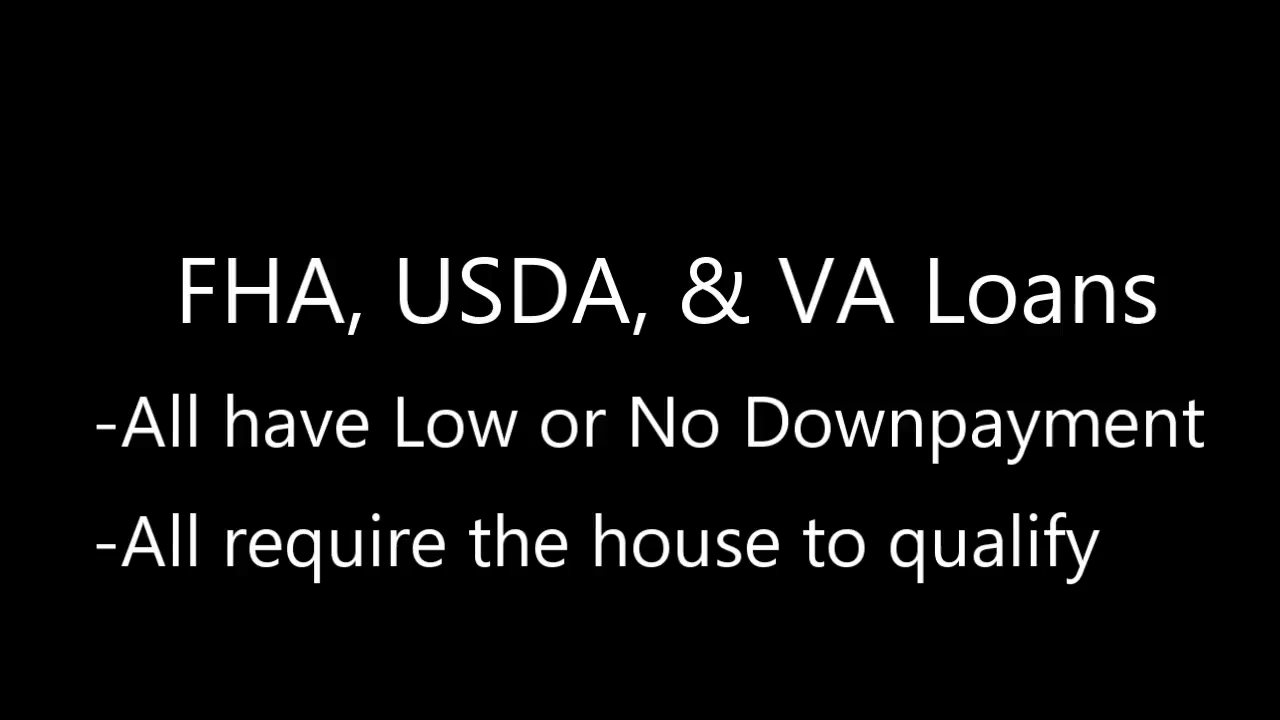 FHA, USDA, & VA Loans
-All have Low or No Downpayment
-All require the house to qualify